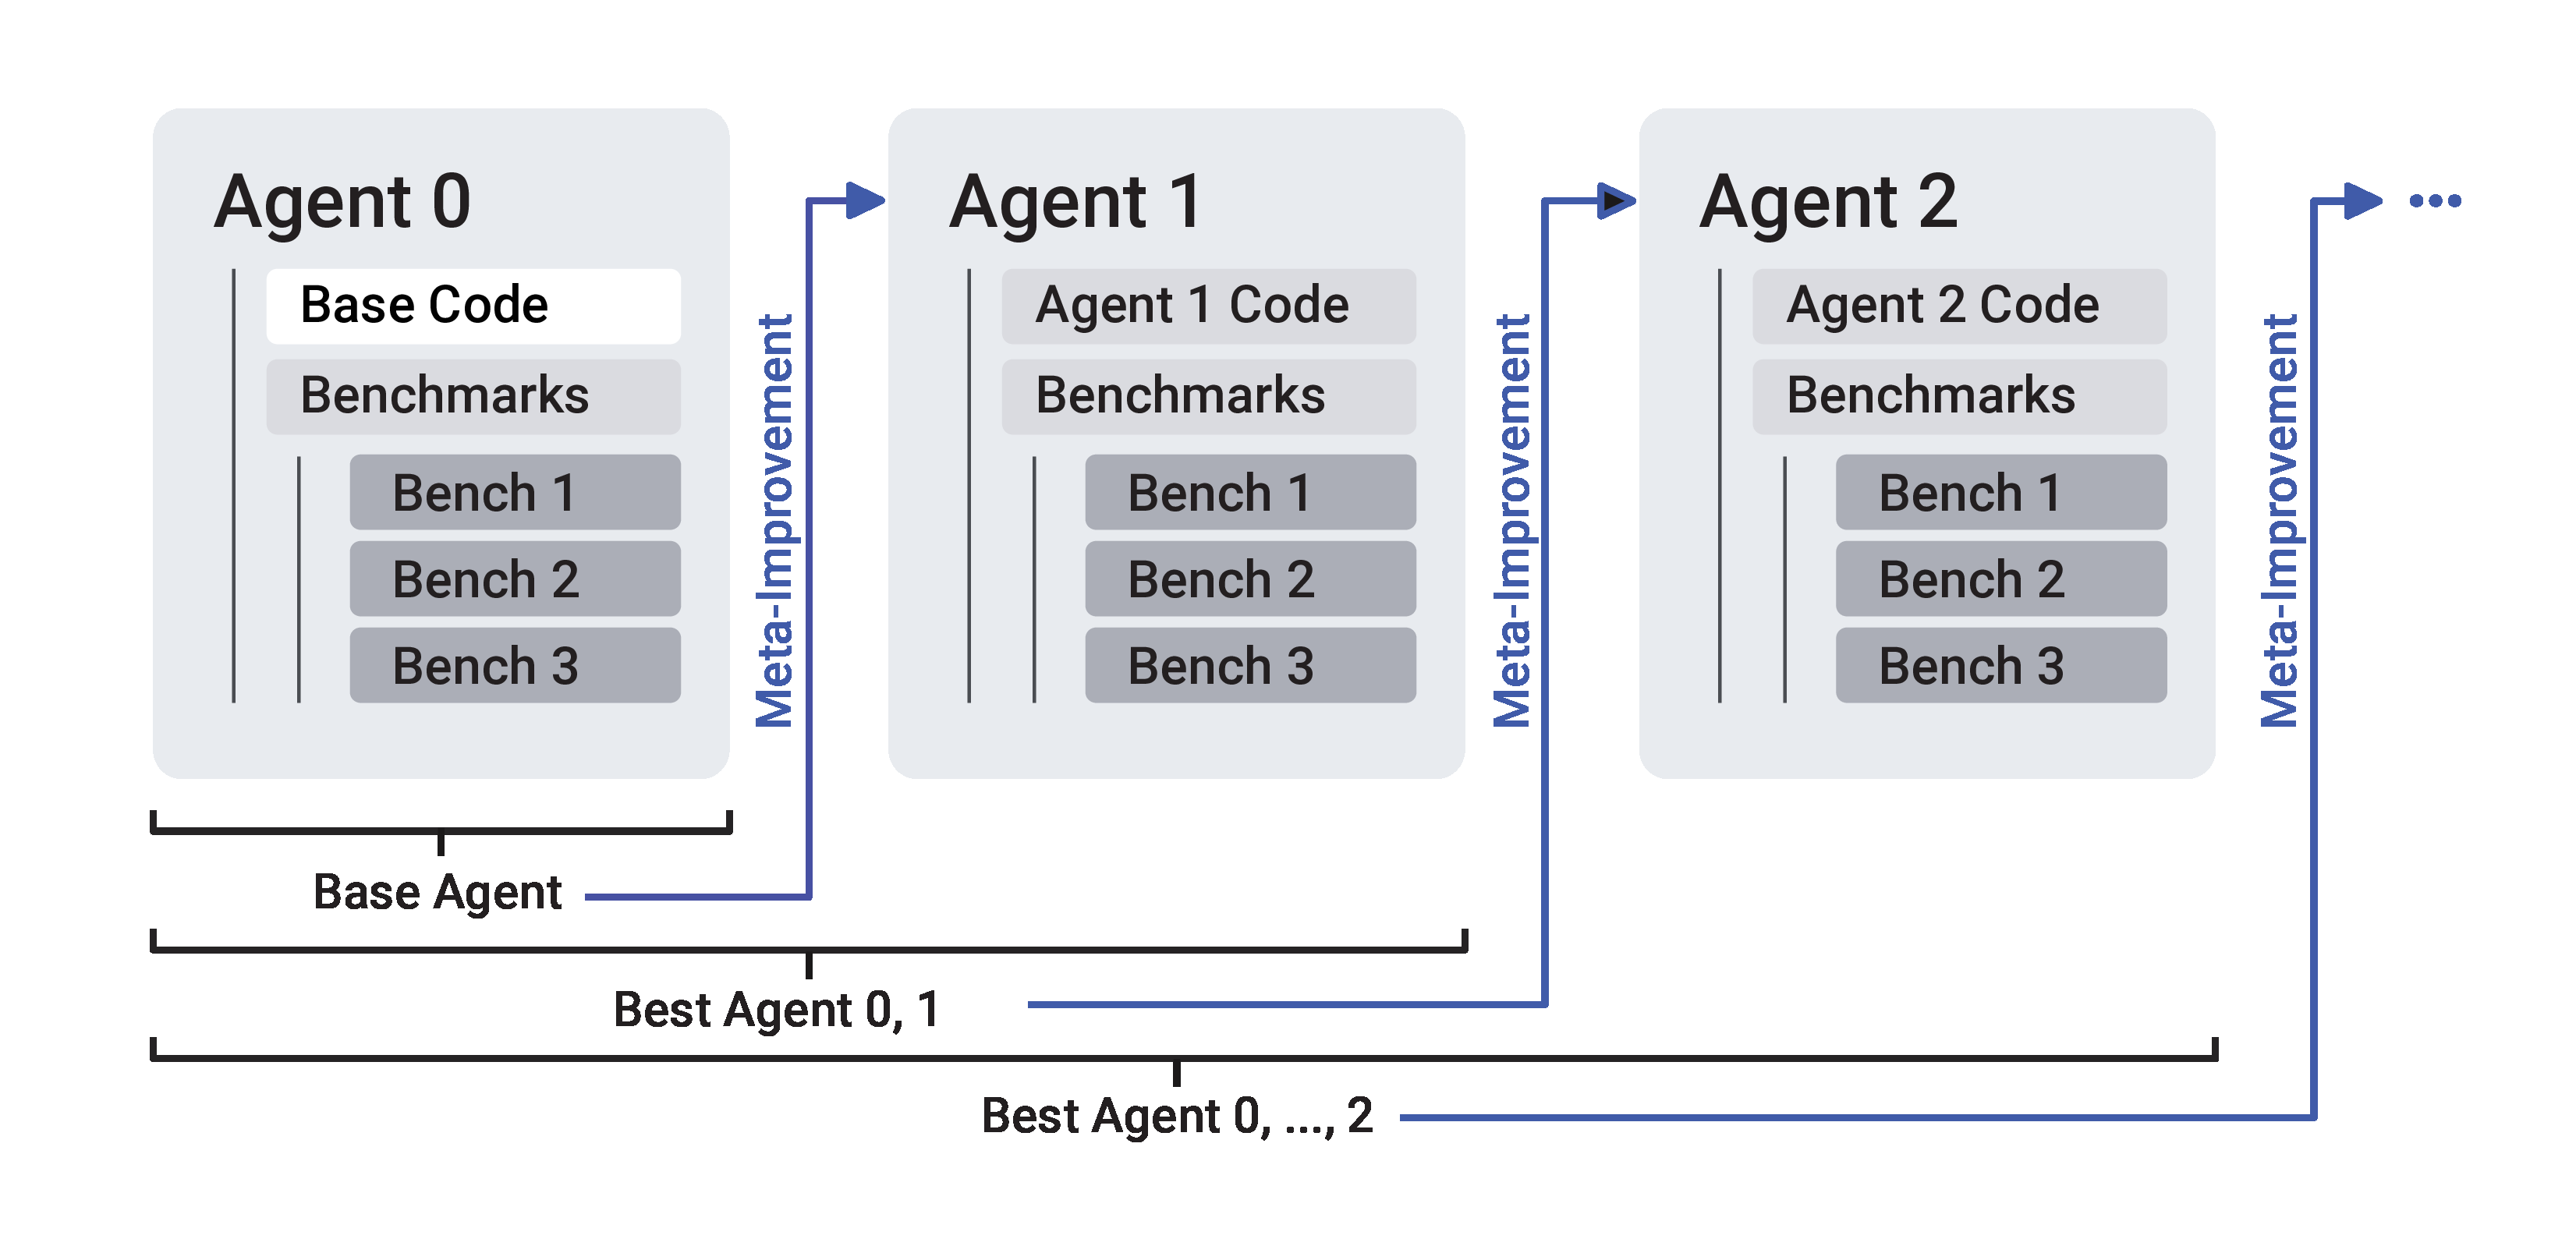 Agent 0
Base Code
Benchmarks
Bench 1
Bench 2
Bench 3
Meta-Improvement
Agent 1
Agent 1 Code
Benchmarks
Bench 1
Bench 2
Bench 3
Meta-Improvement
Agent 2
Agent 2 Code
Benchmarks
Bench 1
Bench 2
Bench 3
Meta-Improvement
...
Base Agent
Best Agent 0, 1
Best Agent 0, ..., 2